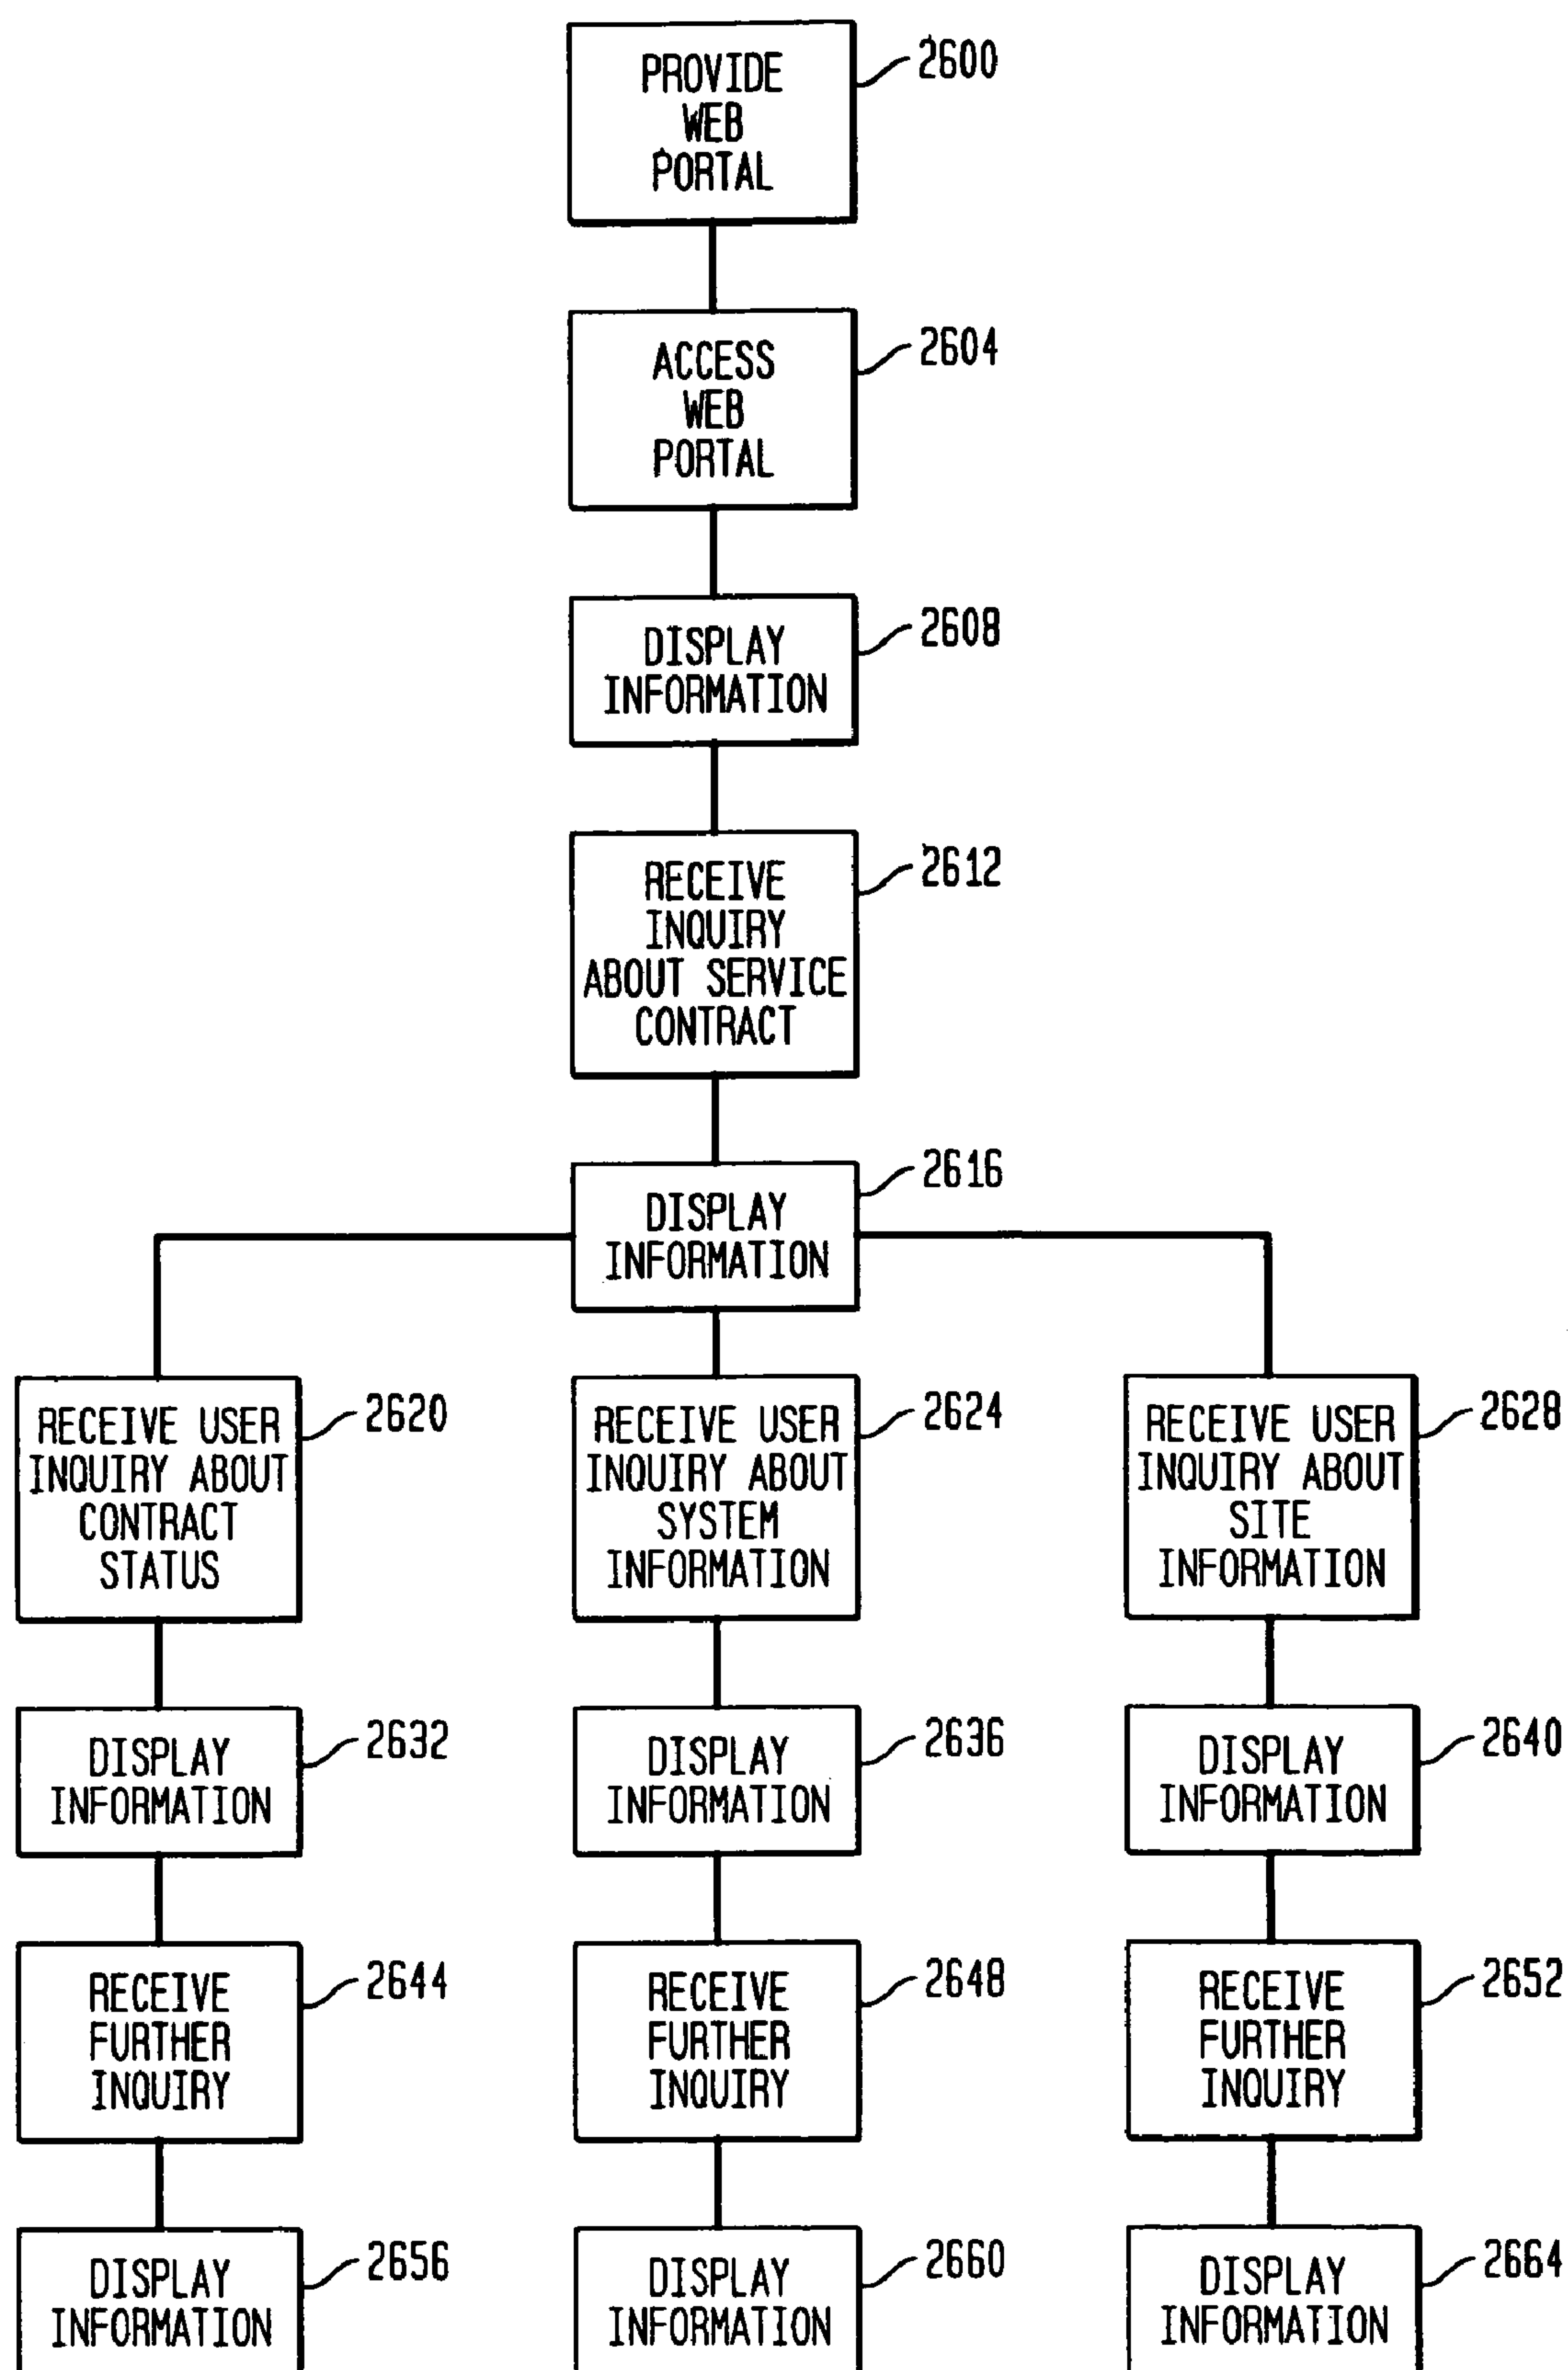 PROVIDE
WEB
PORTAL
2600
ACCESS
WEB
PORTAL
2604
DISPLAY
INFORMATION
2608
RECEIVE
INQUIRY
ABOUT SERVICE
CONTRACT
2612
DISPLAY
INFORMATION
2616
RECEIVE USER
INQUIRY ABOUT
CONTRACT
STATUS
2620
RECEIVE USER
INQUIRY ABOUT
SYSTEM
INFORMATION
2624
RECEIVE USER
INQUIRY ABOUT
SITE
INFORMATION
2628
DISPLAY
INFORMATION
2632
DISPLAY
INFORMATION
2636
DISPLAY
INFORMATION
2640
RECEIVE
FURTHER
INQUIRY
2644
RECEIVE
FURTHER
INQUIRY
2648
RECEIVE
FURTHER
INQUIRY
2652
DISPLAY
INFORMATION
2656
DISPLAY
INFORMATION
2660
DISPLAY
INFORMATION
2664